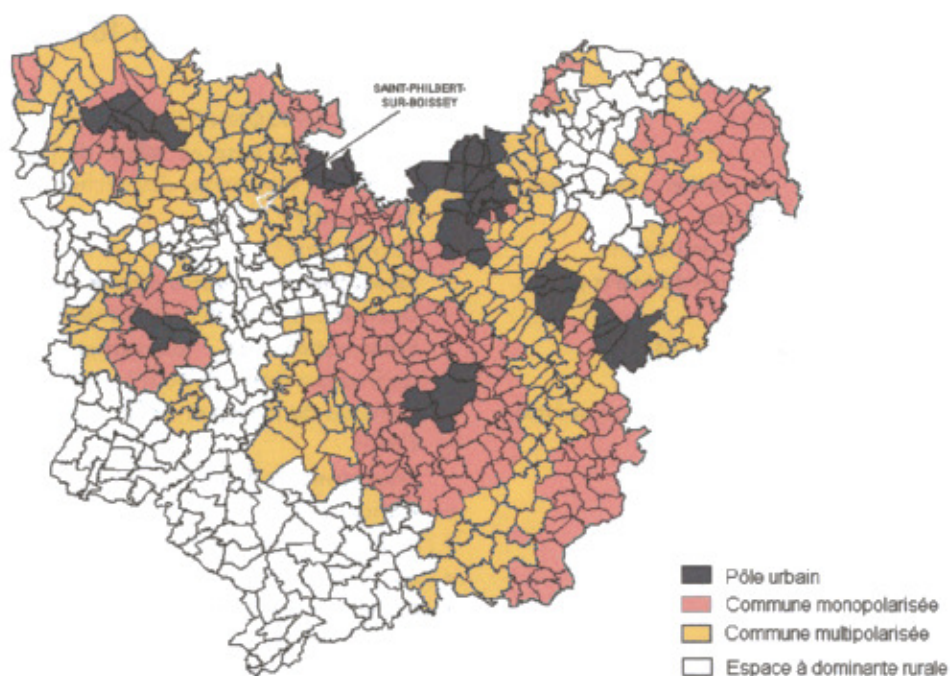 SAINT-PHILBERT-
SUR-BOISSEY
Pôle urbain
Commune monopolarisée
Commune multipolarisée
Espace à dominante rurale